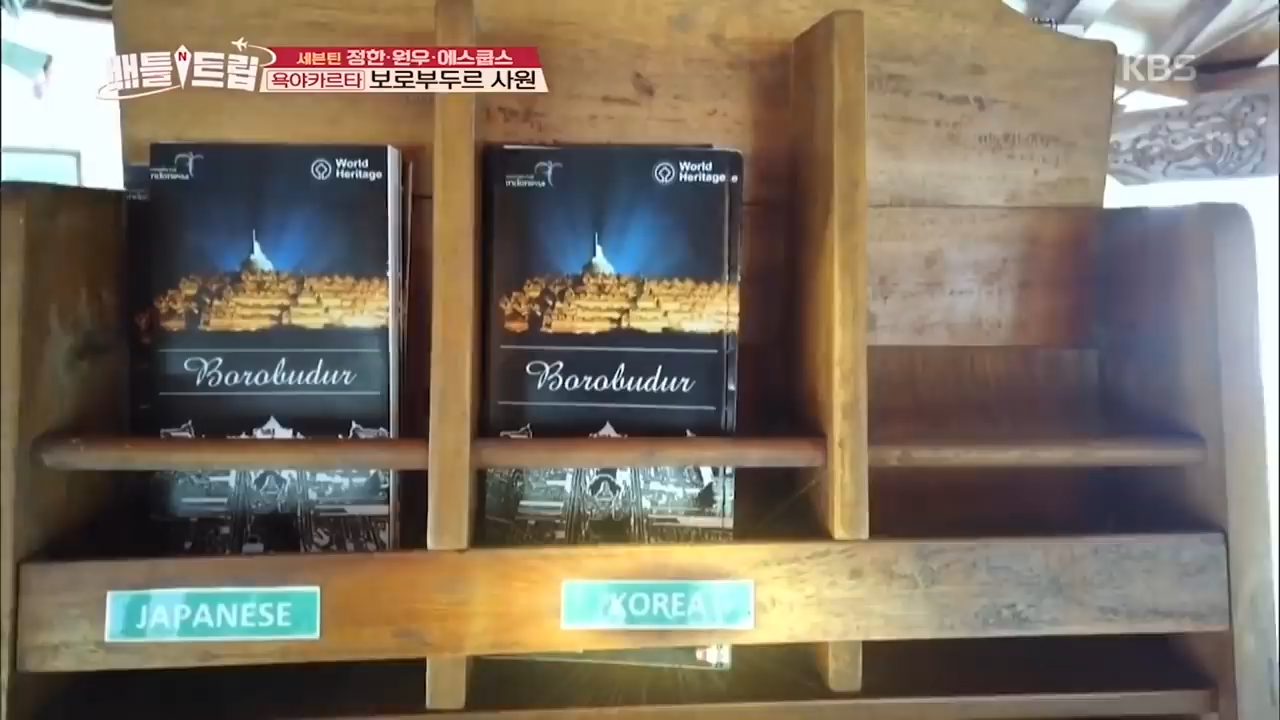 배틀트립
세븐틴 정한·원우·에스쿱스
욕야카르타 보로부두르 사원
KBS
World
Heritage
Borobudur
World
Heritage
Borobudur
JAPANESE
KOREA